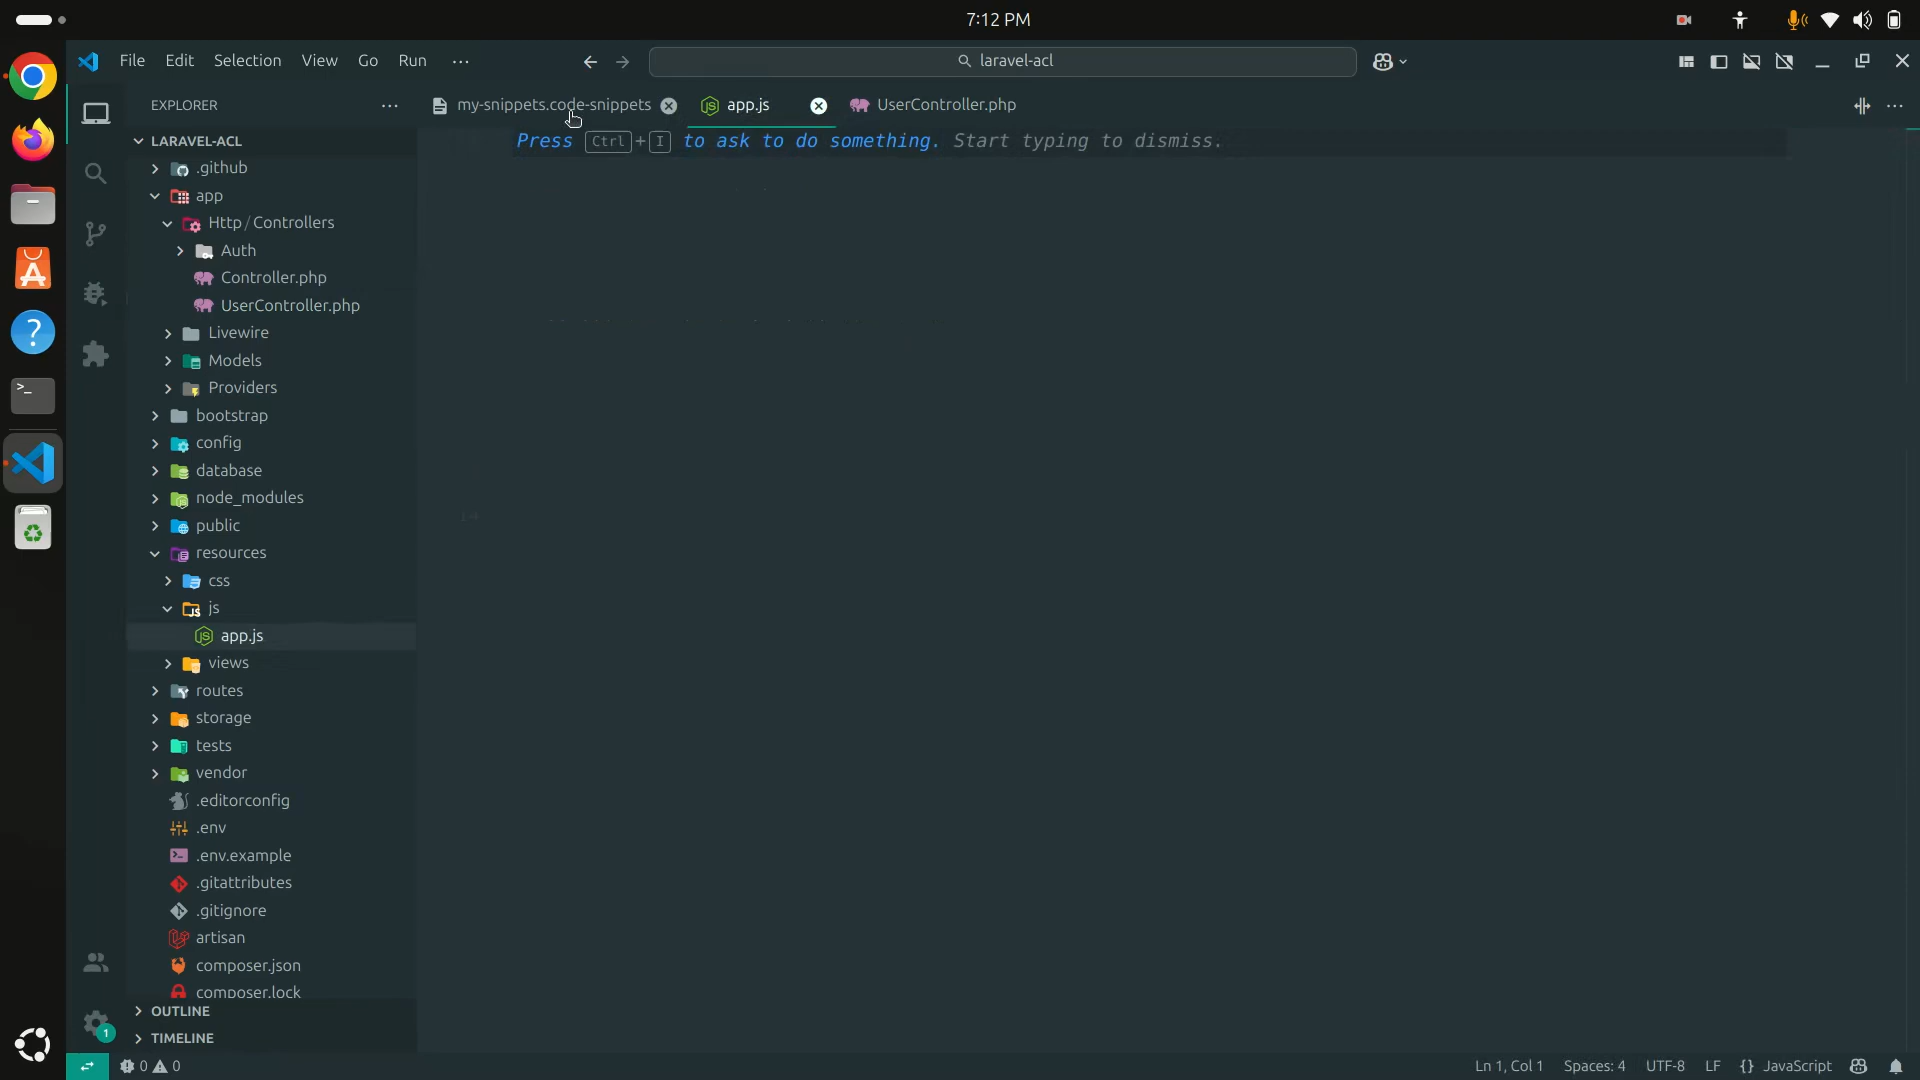 7:12 PM
File Edit Selection View Go Run ...
laravel-acl
EXPLORER
my-snippets.code-snippets
app.js
UserController.php
Press Ctrl+I to ask to do something. Start typing to dismiss.
LARAVEL-ACL
.github
app
Http / Controllers
Auth
Controller.php
UserController.php
Livewire
Models
Providers
bootstrap
config
database
node_modules
public
resources
css
js
app.js
views
routes
storage
tests
vendor
.editorconfig
.env
.env.example
.gitattributes
.gitignore
artisan
composer.json
composer.lock
OUTLINE
TIMELINE
1
0 0
Ln 1, Col 1 Spaces: 4 UTF-8 LF {} JavaScript